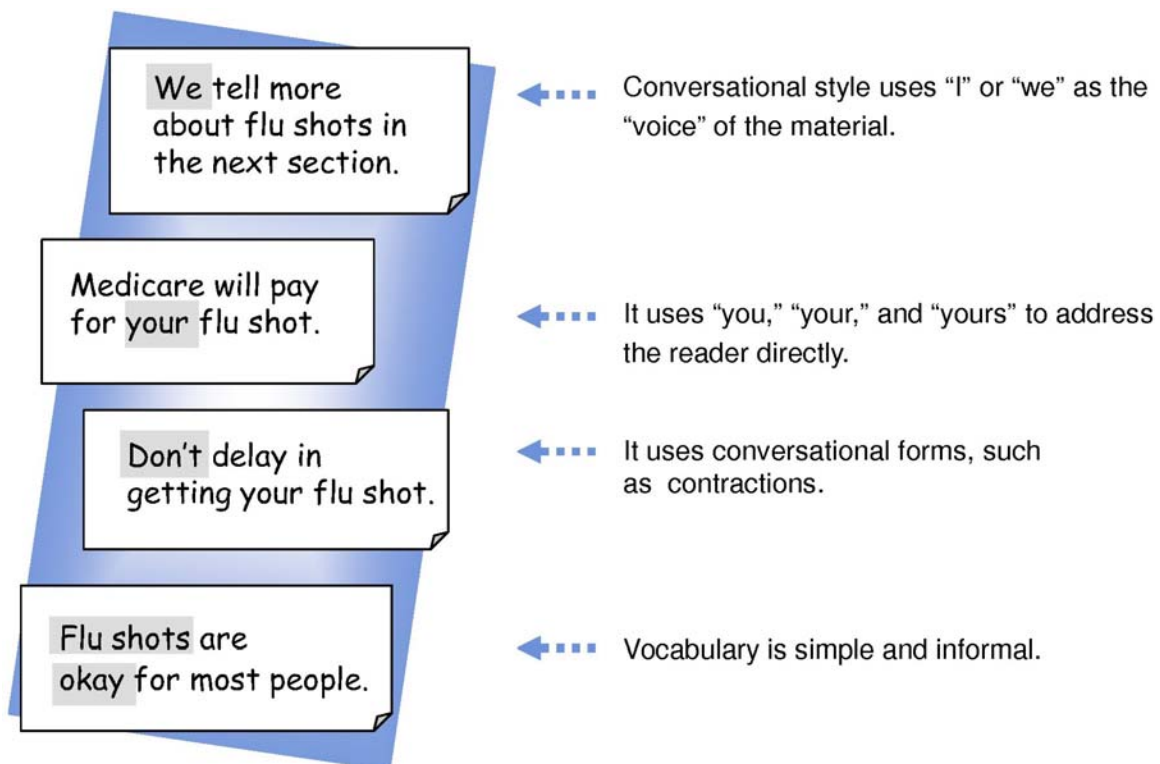 We tell more
about flu shots in
the next section.
Conversational style uses “I” or “we” as the
“voice” of the material.
Medicare will pay
for your flu shot.
It uses “you,” “your,” and “yours” to address
the reader directly.
Don’t delay in
getting your flu shot.
It uses conversational forms, such
as contractions.
Flu shots are
okay for most people.
Vocabulary is simple and informal.